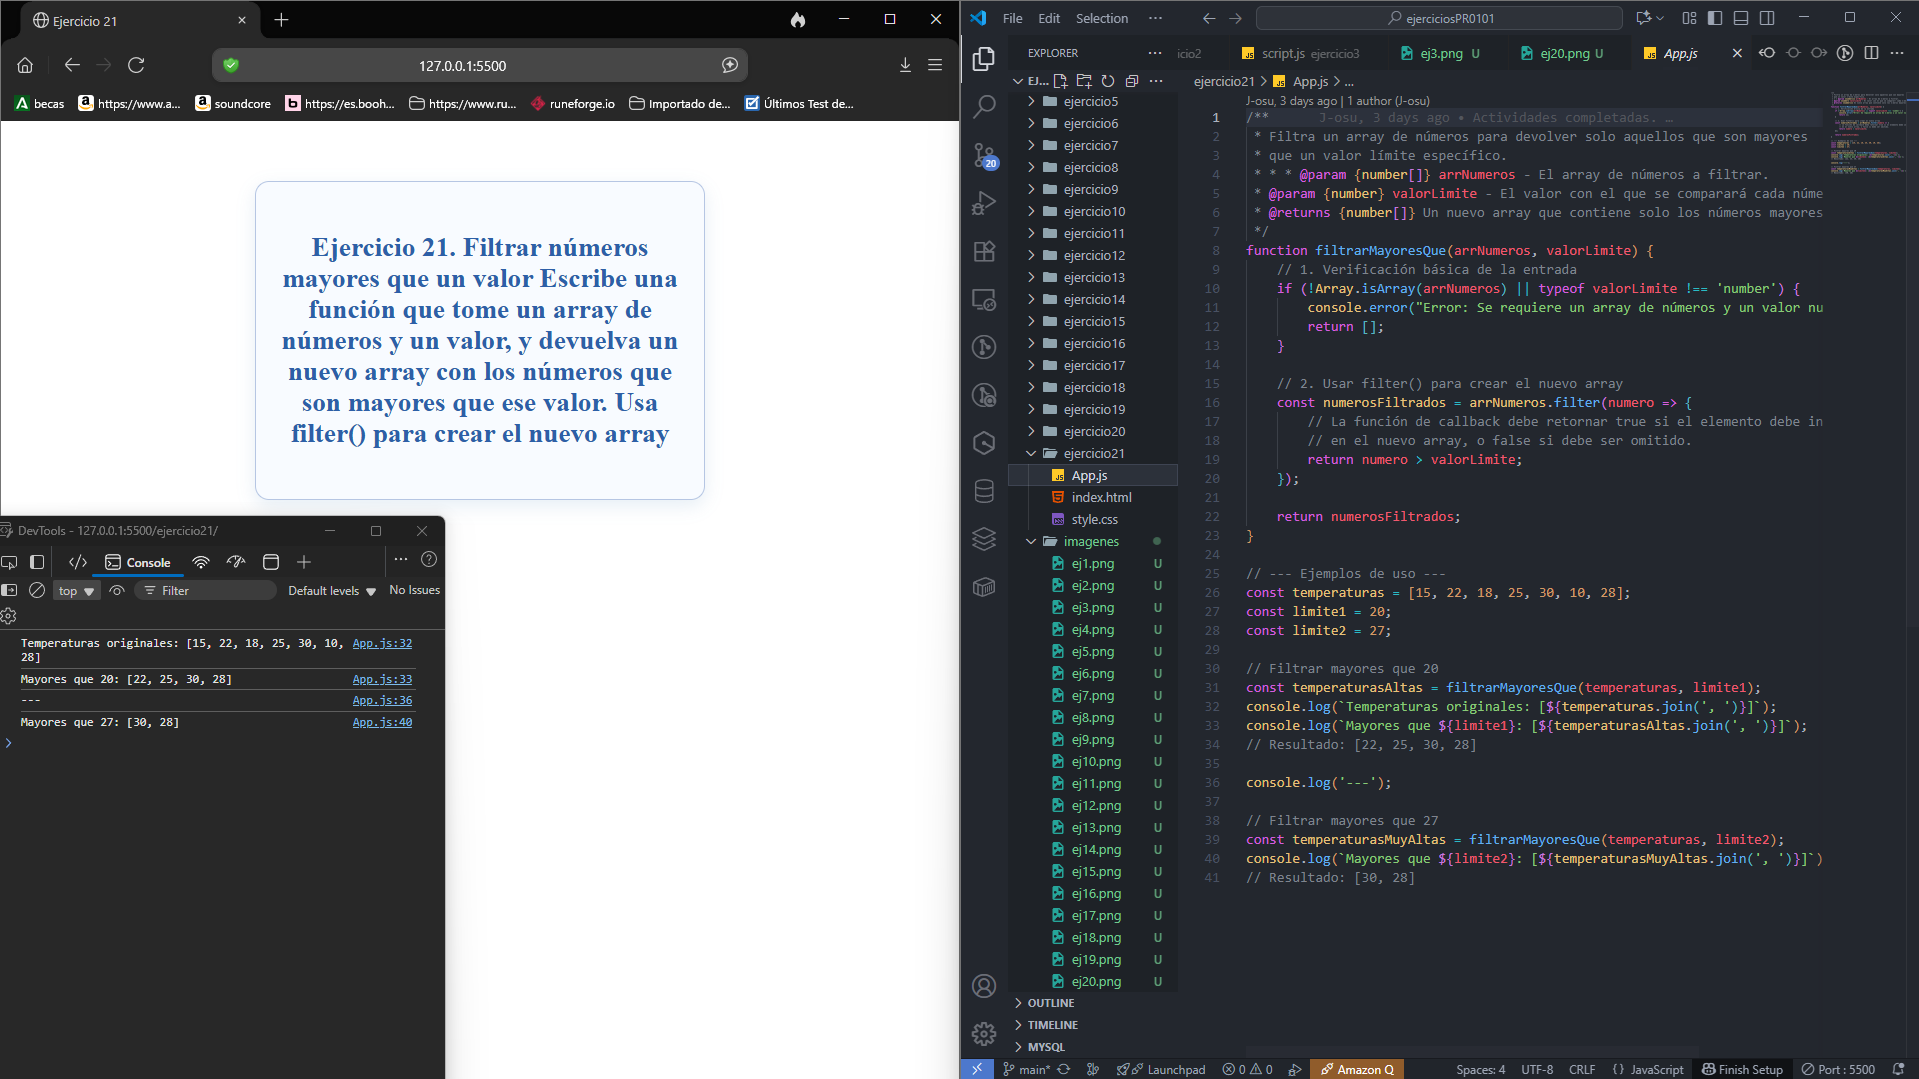 Ejercicio 21
127.0.0.1:5500
becas
https://www.a...
soundcore
https://es.booh...
https://www.ru...
runeforge.io
Importado de...
Últimos Test de...
Ejercicio 21. Filtrar números
mayores que un valor Escribe una
función que tome un array de
números y un valor, y devuelva un
nuevo array con los números que
son mayores que ese valor. Usa
filter() para crear el nuevo array
DevTools - 127.0.0.1:5500/ejercicio21/
Console
top
Filter
Default levels
No Issues
Temperaturas originales: [15, 22, 18, 25, 30, 10, App.js:32
28]
Mayores que 20: [22, 25, 30, 28] App.js:33
--- App.js:36
Mayores que 27: [30, 28] App.js:40
File Edit Selection ...
ejerciciosPR0101
EXPLORER
EJ...
ejercicio5
ejercicio6
ejercicio7
ejercicio8
ejercicio9
ejercicio10
ejercicio11
ejercicio12
ejercicio13
ejercicio14
ejercicio15
ejercicio16
ejercicio17
ejercicio18
ejercicio19
ejercicio20
ejercicio21
App.js
index.html
style.css
imagenes
ej1.png U
ej2.png U
ej3.png U
ej4.png U
ej5.png U
ej6.png U
ej7.png U
ej8.png U
ej9.png U
ej10.png U
ej11.png U
ej12.png U
ej13.png U
ej14.png U
ej15.png U
ej16.png U
ej17.png U
ej18.png U
ej19.png U
ej20.png U
OUTLINE
TIMELINE
MYSQL
20
icio2
script.js ejercicio3
ej3.png U
ej20.png U
App.js
ejercicio21 > App.js > ...
J-osu, 3 days ago | 1 author (J-osu)
1 /** J-osu, 3 days ago • Actividades completadas. …
2 * Filtra un array de números para devolver solo aquellos que son mayores
3 * que un valor límite específico.
4 * * * @param {number[]} arrNumeros - El array de números a filtrar.
5 * @param {number} valorLimite - El valor con el que se comparará cada núme
6 * @returns {number[]} Un nuevo array que contiene solo los números mayores
7 */
8 function filtrarMayoresQue(arrNumeros, valorLimite) {
9 // 1. Verificación básica de la entrada
10 if (!Array.isArray(arrNumeros) || typeof valorLimite !== 'number') {
11 console.error("Error: Se requiere un array de números y un valor nu
12 return [];
13 }
14
15 // 2. Usar filter() para crear el nuevo array
16 const numerosFiltrados = arrNumeros.filter(numero => {
17 // La función de callback debe retornar true si el elemento debe in
18 // en el nuevo array, o false si debe ser omitido.
19 return numero > valorLimite;
20 });
21
22 return numerosFiltrados;
23 }
24
25 // --- Ejemplos de uso ---
26 const temperaturas = [15, 22, 18, 25, 30, 10, 28];
27 const limite1 = 20;
28 const limite2 = 27;
29
30 // Filtrar mayores que 20
31 const temperaturasAltas = filtrarMayoresQue(temperaturas, limite1);
32 console.log(`Temperaturas originales: [${temperaturas.join(', ')}]`);
33 console.log(`Mayores que ${limite1}: [${temperaturasAltas.join(', ')}]`);
34 // Resultado: [22, 25, 30, 28]
35
36 console.log('---');
37
38 // Filtrar mayores que 27
39 const temperaturasMuyAltas = filtrarMayoresQue(temperaturas, limite2);
40 console.log(`Mayores que ${limite2}: [${temperaturasMuyAltas.join(', ')}]`)
41 // Resultado: [30, 28]
main* Launchpad 0 0 Amazon Q Spaces: 4 UTF-8 CRLF {} JavaScript Finish Setup Port : 5500